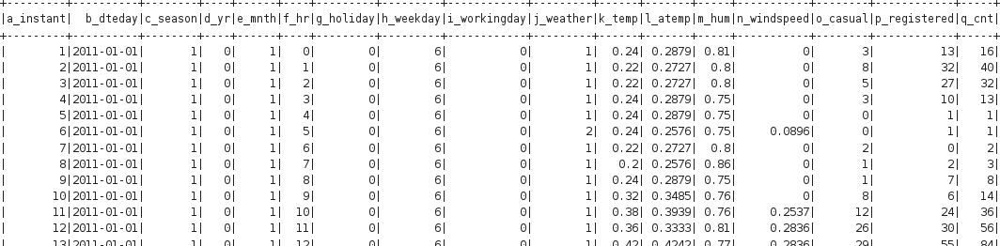 |a_instant| b_dteday|c_season|d_yr|e_mnth|f_hr|g_holiday|h_weekday|i_workingday|j_weather|k_temp|l_atemp|m_hum|n_windspeed|o_casual|p_registered|q_cnt|
| 1|2011-01-01| 1| 0| 1| 0| 0| 6| 0| 1| 0.24| 0.2879| 0.81| 0| 3| 13| 16|
| 2|2011-01-01| 1| 0| 1| 1| 0| 6| 0| 1| 0.22| 0.2727| 0.8| 0| 8| 32| 40|
| 3|2011-01-01| 1| 0| 1| 2| 0| 6| 0| 1| 0.22| 0.2727| 0.8| 0| 5| 27| 32|
| 4|2011-01-01| 1| 0| 1| 3| 0| 6| 0| 1| 0.24| 0.2879| 0.75| 0| 3| 10| 13|
| 5|2011-01-01| 1| 0| 1| 4| 0| 6| 0| 1| 0.24| 0.2879| 0.75| 0| 0| 1| 1|
| 6|2011-01-01| 1| 0| 1| 5| 0| 6| 0| 2| 0.24| 0.2576| 0.75| 0.0896| 0| 1| 1|
| 7|2011-01-01| 1| 0| 1| 6| 0| 6| 0| 1| 0.22| 0.2727| 0.8| 0| 2| 0| 2|
| 8|2011-01-01| 1| 0| 1| 7| 0| 6| 0| 1| 0.2| 0.2576| 0.86| 0| 1| 2| 3|
| 9|2011-01-01| 1| 0| 1| 8| 0| 6| 0| 1| 0.24| 0.2879| 0.75| 0| 1| 7| 8|
| 10|2011-01-01| 1| 0| 1| 9| 0| 6| 0| 1| 0.32| 0.3485| 0.76| 0| 8| 6| 14|
| 11|2011-01-01| 1| 0| 1| 10| 0| 6| 0| 1| 0.38| 0.3939| 0.76| 0.2537| 12| 24| 36|
| 12|2011-01-01| 1| 0| 1| 11| 0| 6| 0| 1| 0.36| 0.3333| 0.81| 0.2836| 26| 30| 56|
| 13|2011-01-01| 1| 0| 1| 12| 0| 6| 0| 1| 0.42| 0.4242| 0.77| 0.2836| 29| 55| 84|